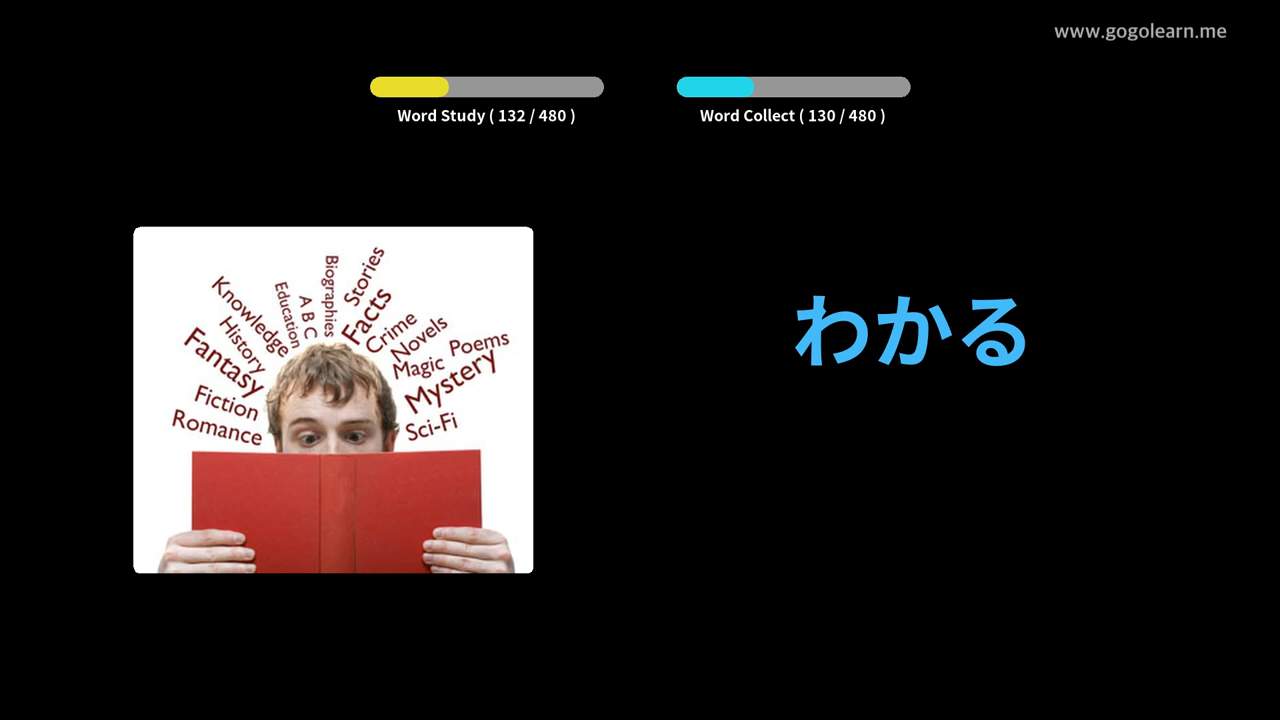 www.gogolearn.me
Word Study ( 132 / 480 )
Word Collect ( 130 / 480 )
Knowledge
Education
A B C
Biographies
Stories
History
Facts
Crime
Novels
Fantasy
Magic
Poems
Mystery
Fiction
Romance
Sci-Fi
わかる